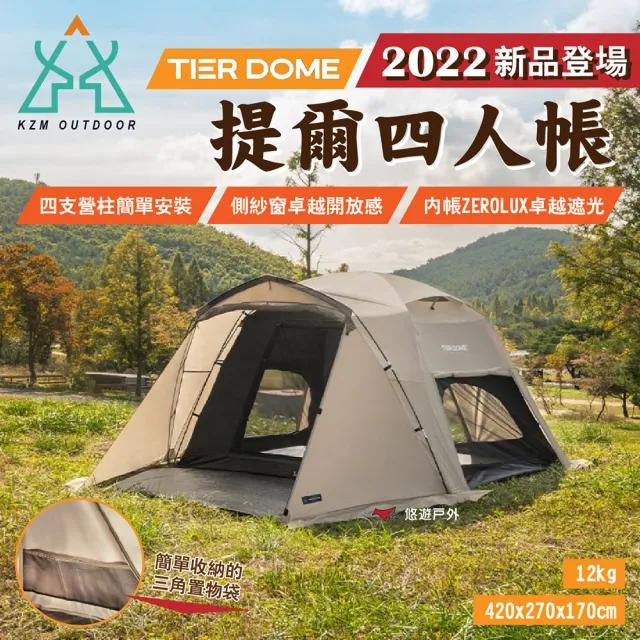 KZM OUTDOOR
TIER DOME
2022新品登場
提爾四人帳
四支營柱簡單安裝
側紗窗卓越開放感
內帳ZEROLUX卓越遮光
TIER DOME
悠遊戶外
簡單收納的
三角置物袋
12kg
420x270x170cm